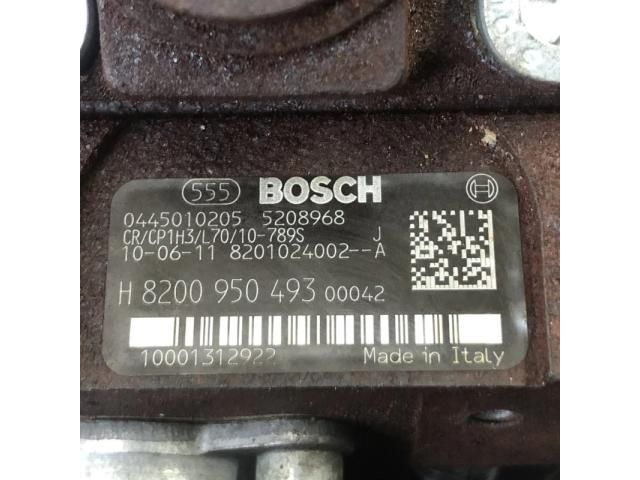 555 BOSCH
0445010205 5208968
CR/CP1H3/L70/10-789S J
10-06-11 8201024002--A
H 8200 950 493 00042
10001312922 Made in Italy